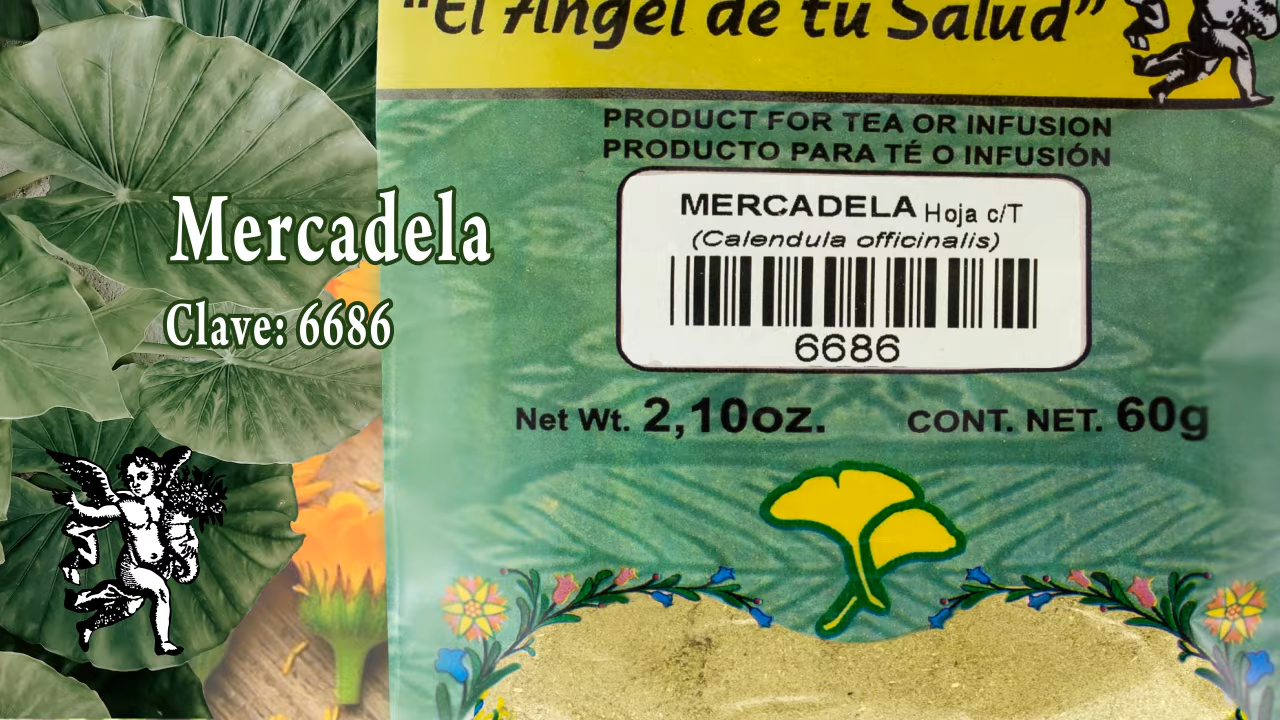 "El Angel de tu Salud"
PRODUCT FOR TEA OR INFUSION
PRODUCTO PARA TÉ O INFUSIÓN
MERCADELA Hoja c/T
(Calendula officinalis)
6686
Net Wt. 2,10oz. CONT. NET. 60g
Mercadela
Clave: 6686